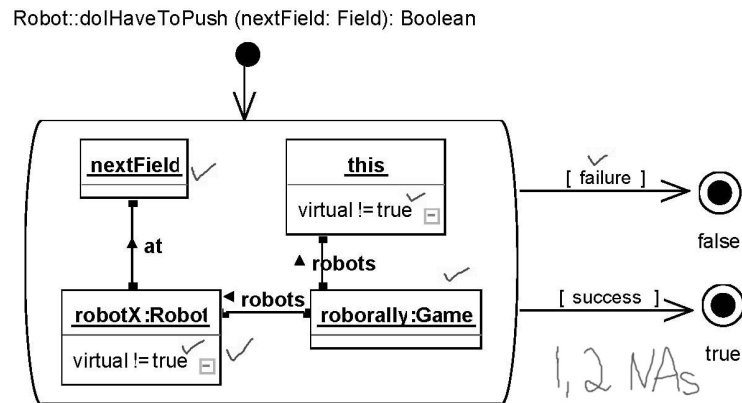 Robot::doIHaveToPush (nextField: Field): Boolean
nextField
this
virtual != true
at
robots
robotX:Robot
robots
roborally:Game
virtual != true
[ failure ]
false
[ success ]
true
1, 2 NAs